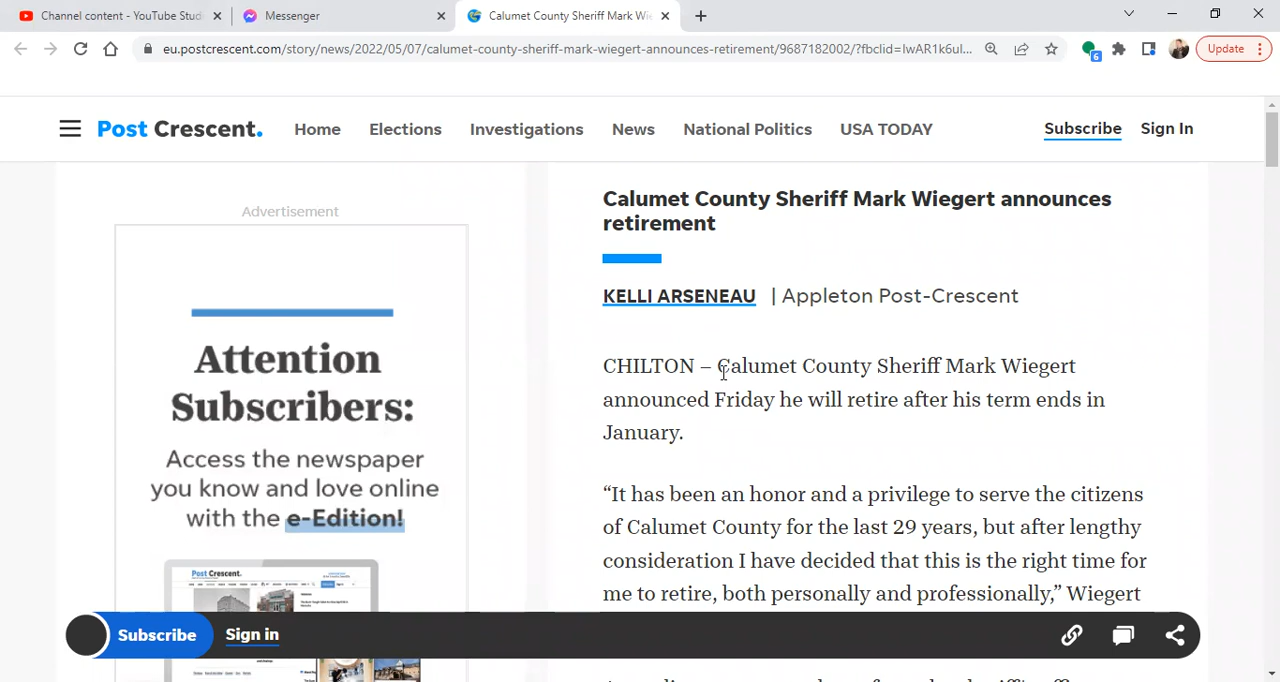 Channel content - YouTube Stud
Messenger
Calumet County Sheriff Mark Wie
eu.postcrescent.com/story/news/2022/05/07/calumet-county-sheriff-mark-wiegert-announces-retirement/9687182002/?fbclid=IwAR1k6ul...
6
Update
Post Crescent.
Home
Elections
Investigations
News
National Politics
USA TODAY
Subscribe
Sign In
Advertisement
Attention
Subscribers:
Access the newspaper
you know and love online
with the e-Edition!
Post Crescent.
Calumet County Sheriff Mark Wiegert announces
retirement
KELLI ARSENEAU | Appleton Post-Crescent
CHILTON – Calumet County Sheriff Mark Wiegert
announced Friday he will retire after his term ends in
January.
“It has been an honor and a privilege to serve the citizens
of Calumet County for the last 29 years, but after lengthy
consideration I have decided that this is the right time for
me to retire, both personally and professionally,” Wiegert
Subscribe
Sign in